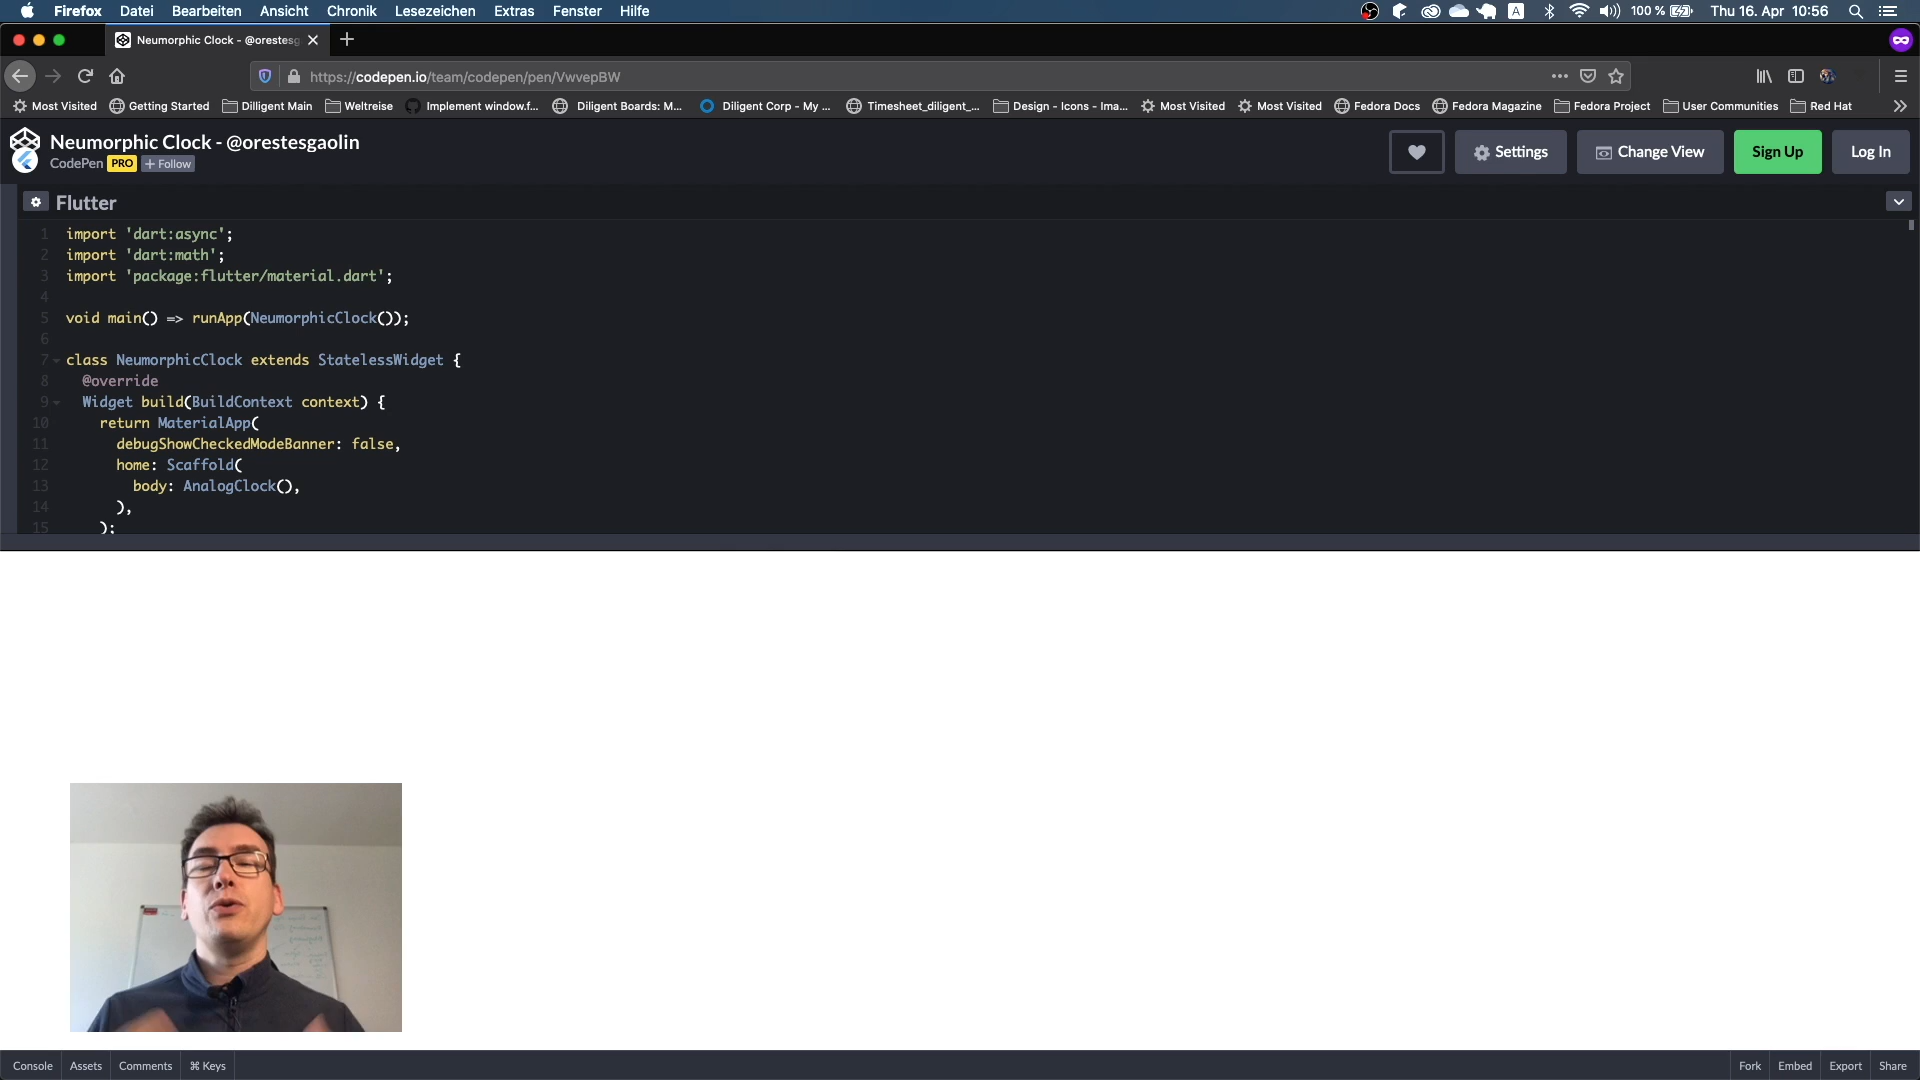 Firefox Datei Bearbeiten Ansicht Chronik Lesezeichen Extras Fenster Hilfe A 100 % Thu 16. Apr 10:56
Neumorphic Clock - @orestesg
https://codepen.io/team/codepen/pen/VwvepBW
Most Visited Getting Started Dilligent Main Weltreise Implement window.f... Diligent Boards: M... Diligent Corp - My ... Timesheet_diligent_... Design - Icons - Ima... Most Visited Most Visited Fedora Docs Fedora Magazine Fedora Project User Communities Red Hat
Neumorphic Clock - @orestesgaolin
CodePen PRO + Follow
Settings Change View Sign Up Log In
Flutter
1 import 'dart:async';
2 import 'dart:math';
3 import 'package:flutter/material.dart';
4
5 void main() => runApp(NeumorphicClock());
6
7 class NeumorphicClock extends StatelessWidget {
8 @override
9 Widget build(BuildContext context) {
10 return MaterialApp(
11 debugShowCheckedModeBanner: false,
12 home: Scaffold(
13 body: AnalogClock(),
14 ),
15 );
Console Assets Comments ⌘ Keys Fork Embed Export Share